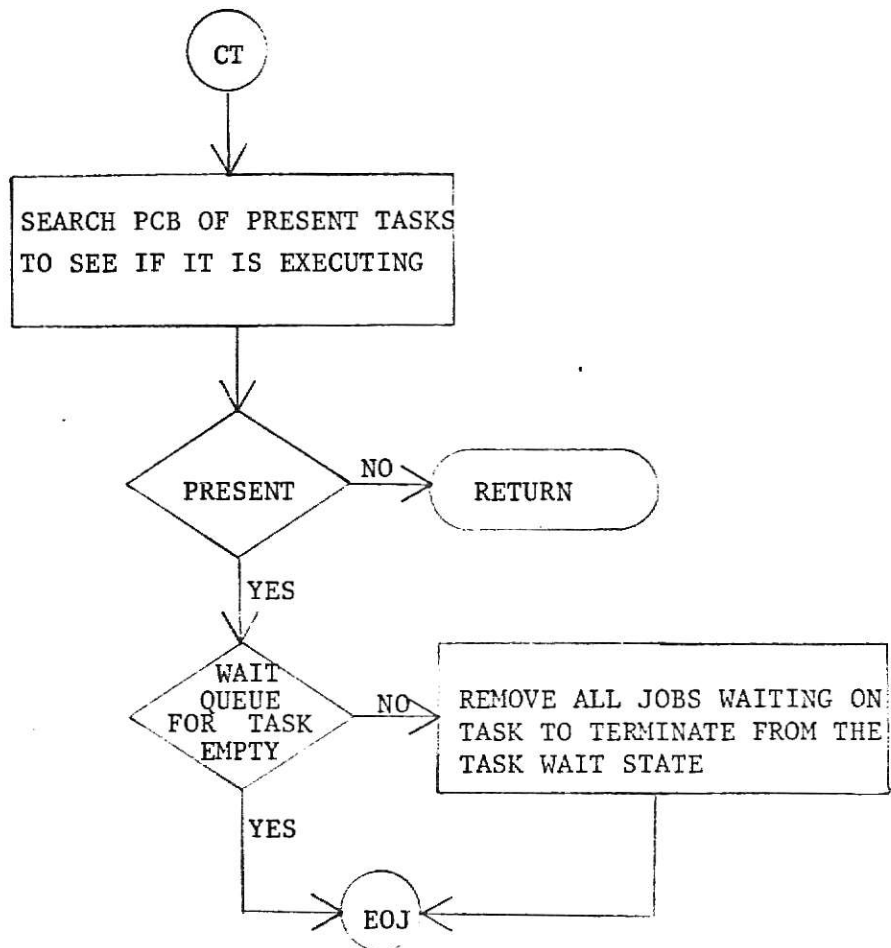 CT
SEARCH PCB OF PRESENT TASKS
TO SEE IF IT IS EXECUTING
PRESENT
NO
RETURN
YES
WAIT
QUEUE
FOR TASK
EMPTY
NO
REMOVE ALL JOBS WAITING ON
TASK TO TERMINATE FROM THE
TASK WAIT STATE
YES
EOJ